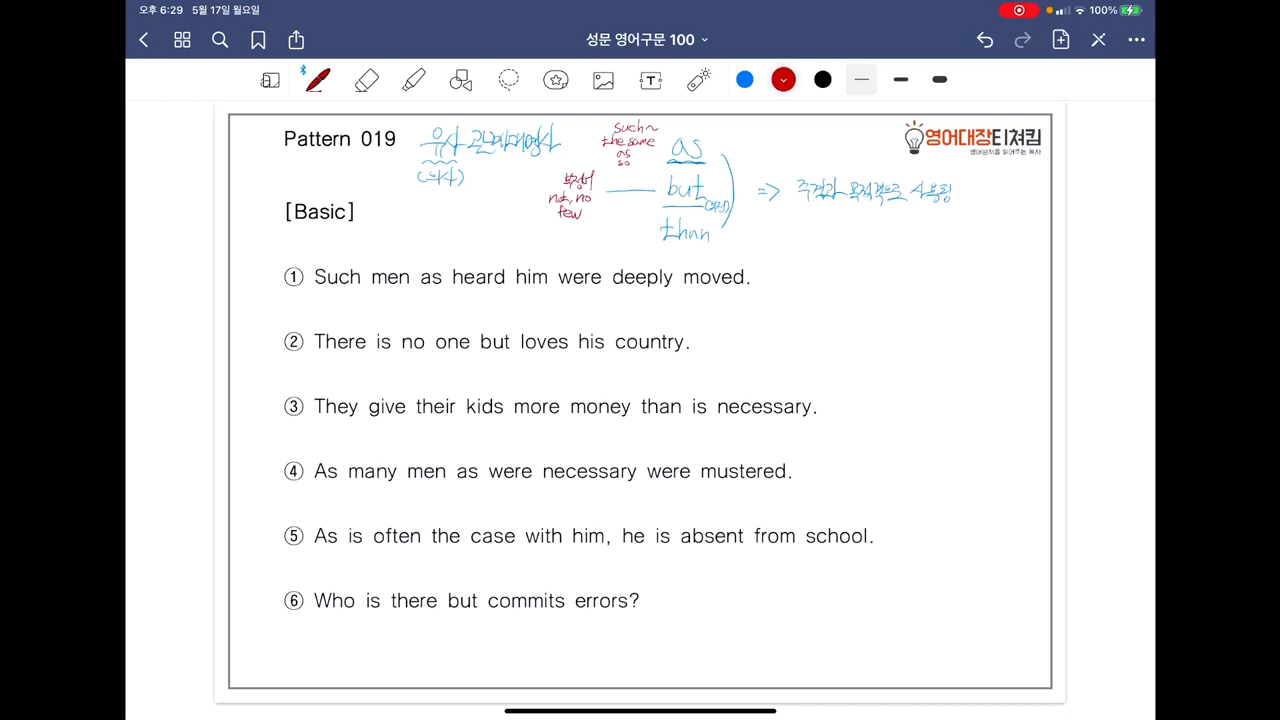 오후 6:29 5월 17일 월요일
100%
성문 영어구문 100
T
Pattern 019
유사 관계대명사
(의사)
such~
the same
as
so
as
부정어
not, no
few
but
than
⇒ 주격과 목적격으로 사용됨
영어대장티쳐킴
[Basic]
① Such men as heard him were deeply moved.
② There is no one but loves his country.
③ They give their kids more money than is necessary.
④ As many men as were necessary were mustered.
⑤ As is often the case with him, he is absent from school.
⑥ Who is there but commits errors?